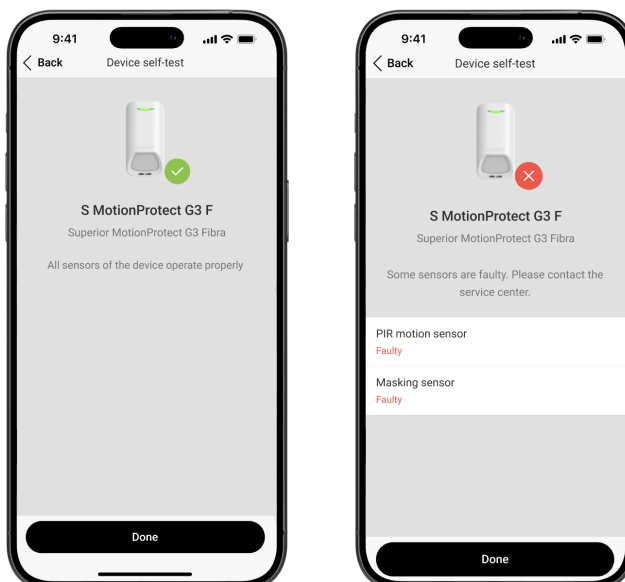 9:41
Back
Device self-test
S MotionProtect G3 F
Superior MotionProtect G3 Fibra
All sensors of the device operate properly
Done
9:41
Back
Device self-test
S MotionProtect G3 F
Superior MotionProtect G3 Fibra
Some sensors are faulty. Please contact the
service center.
PIR motion sensor
Faulty
Masking sensor
Faulty
Done